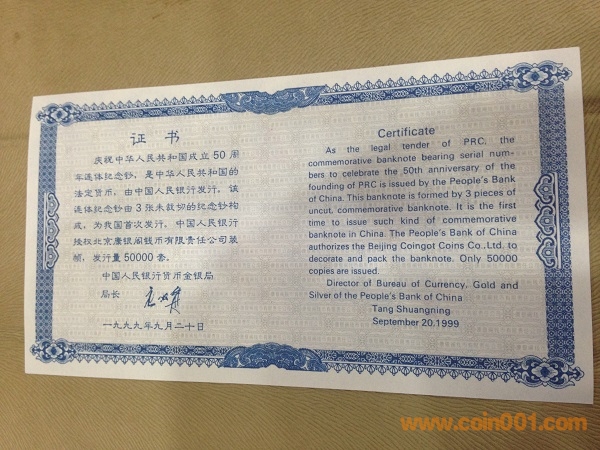 证书
庆祝中华人民共和国成立 50 周
年连体纪念钞，是中华人民共和国的
法定货币，由中国人民银行发行。该
连体纪念钞由 3 张未裁切的纪念钞构
成，为我国首次发行。中国人民银行
授权北京康银阁钱币有限责任公司装
帧，发行量 50000 套。
中国人民银行货币金银局
局长
一九九九年九月二十日
Certificate
As the legal tender of PRC, the
commemorative banknote bearing serial num-
bers to celebrate the 50th anniversary of the
founding of PRC is issued by the People's Bank
of China. This banknote is formed by 3 pieces of
uncut, commemorative banknote. It is the first
time to issue such kind of commemorative
banknote in China. The People's Bank of China
authorizes the Beijing Coingot Coins Co.,Ltd. to
decorate and pack the banknote. Only 50000
copies are issued.
Director of Bureau of Currency, Gold and
Silver of the People's Bank of China
Tang Shuangning
September 20,1999
www.coin001.com